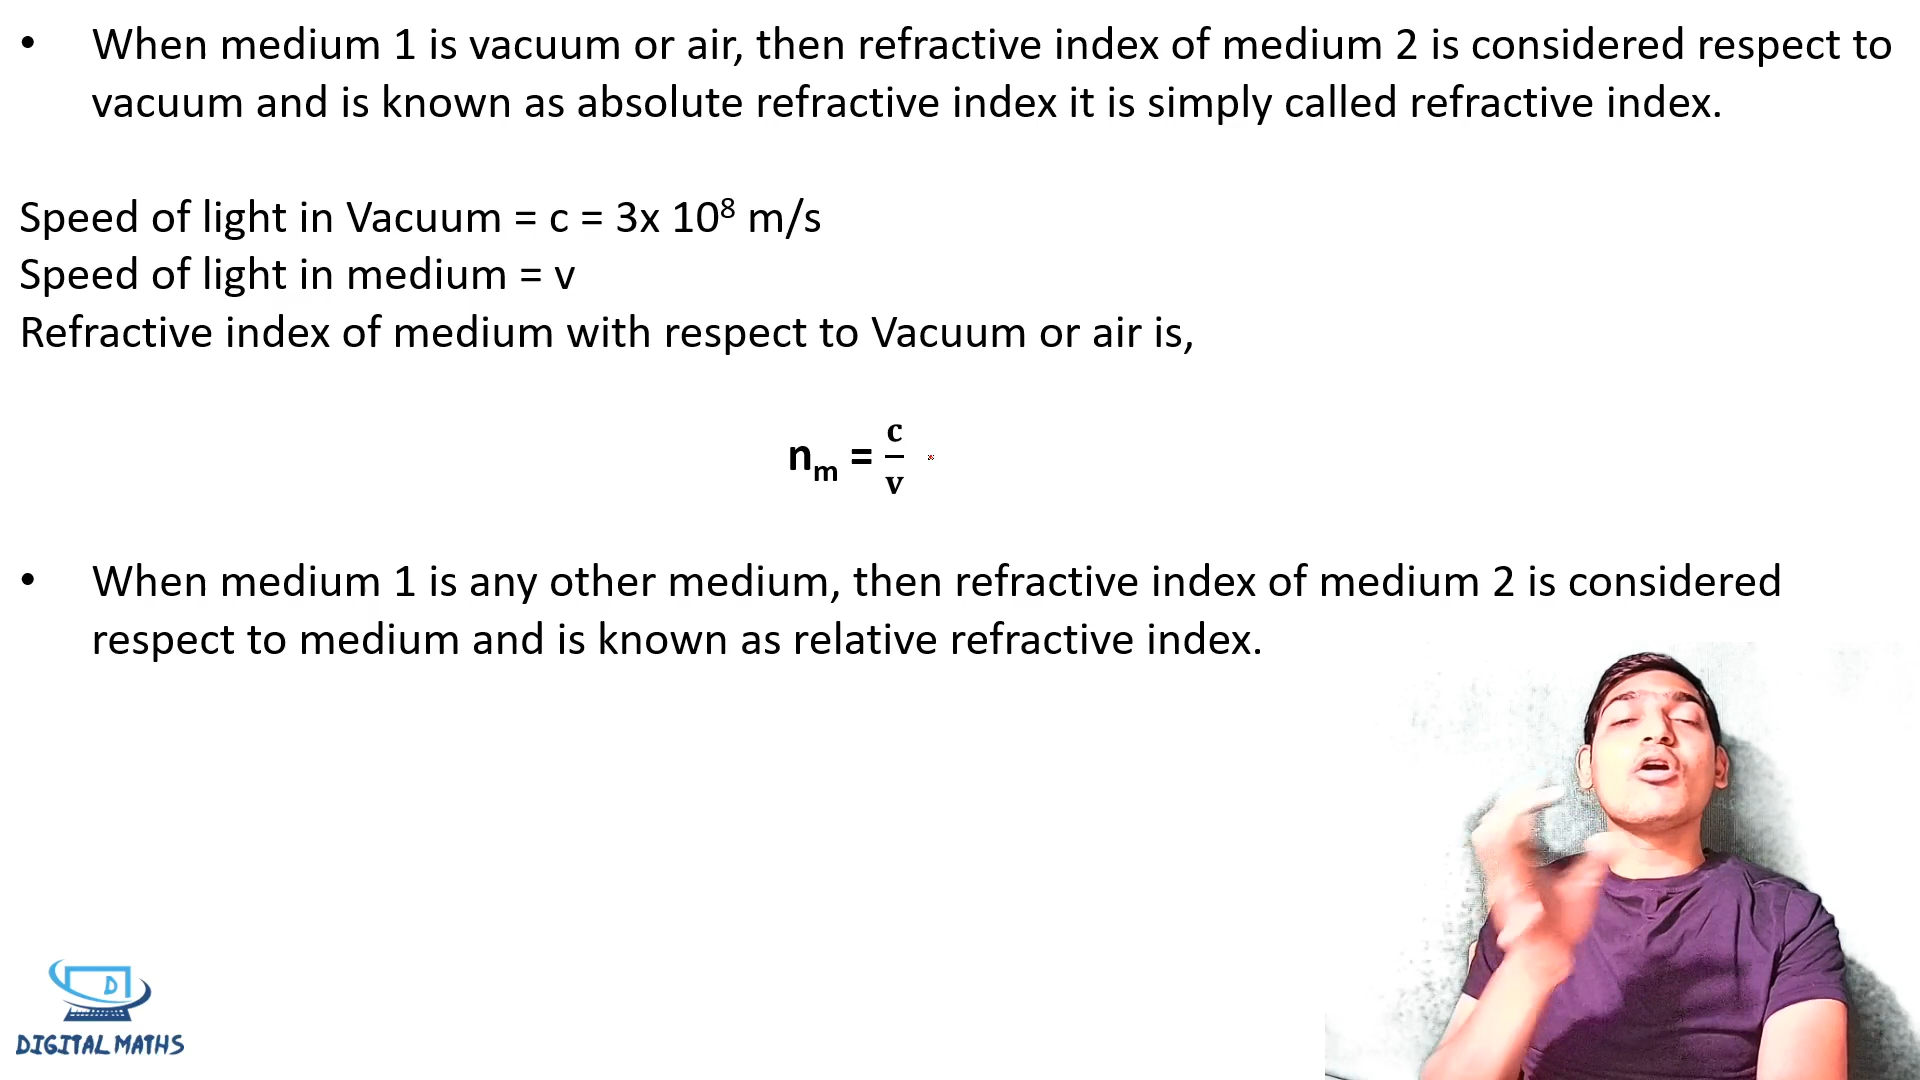 • When medium 1 is vacuum or air, then refractive index of medium 2 is considered respect to
vacuum and is known as absolute refractive index it is simply called refractive index.
Speed of light in Vacuum = c = 3x 10⁸ m/s
Speed of light in medium = v
Refractive index of medium with respect to Vacuum or air is,
nₘ = c/v
• When medium 1 is any other medium, then refractive index of medium 2 is considered
respect to medium and is known as relative refractive index.
D
DIGITAL MATHS